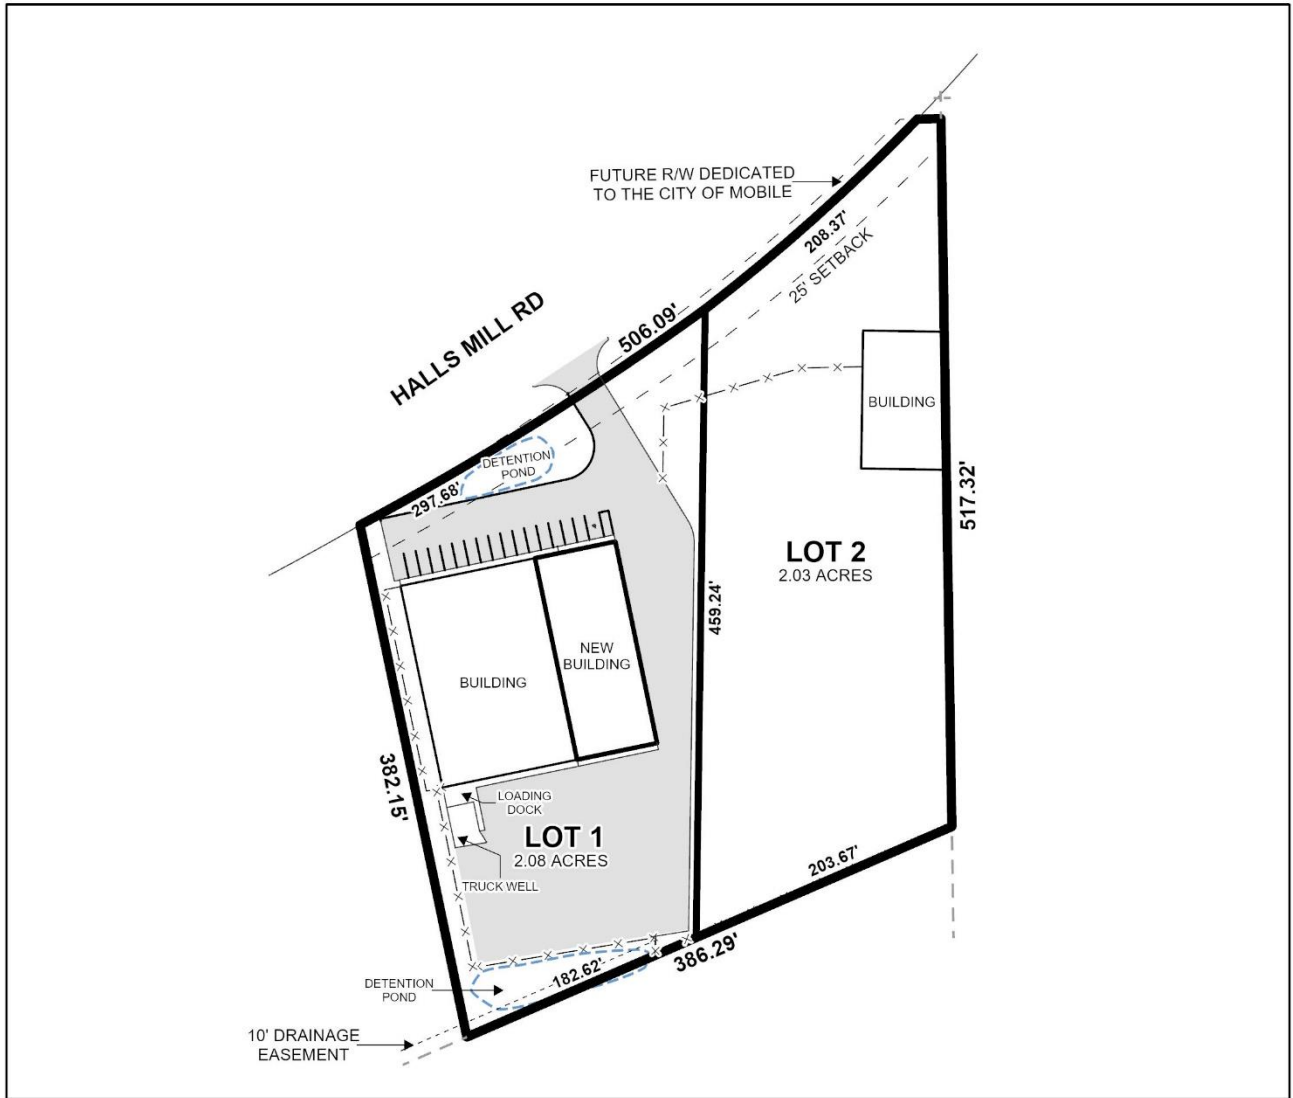 FUTURE R/W DEDICATED
TO THE CITY OF MOBILE
208.37'
25' SETBACK
HALLS MILL RD
506.09'
BUILDING
DETENTION
POND
297.68'
517.32'
LOT 2
2.03 ACRES
459.24'
NEW
BUILDING
BUILDING
382.15'
LOADING
DOCK
LOT 1
2.08 ACRES
TRUCK WELL
203.67'
386.29'
182.62'
DETENTION
POND
10' DRAINAGE
EASEMENT